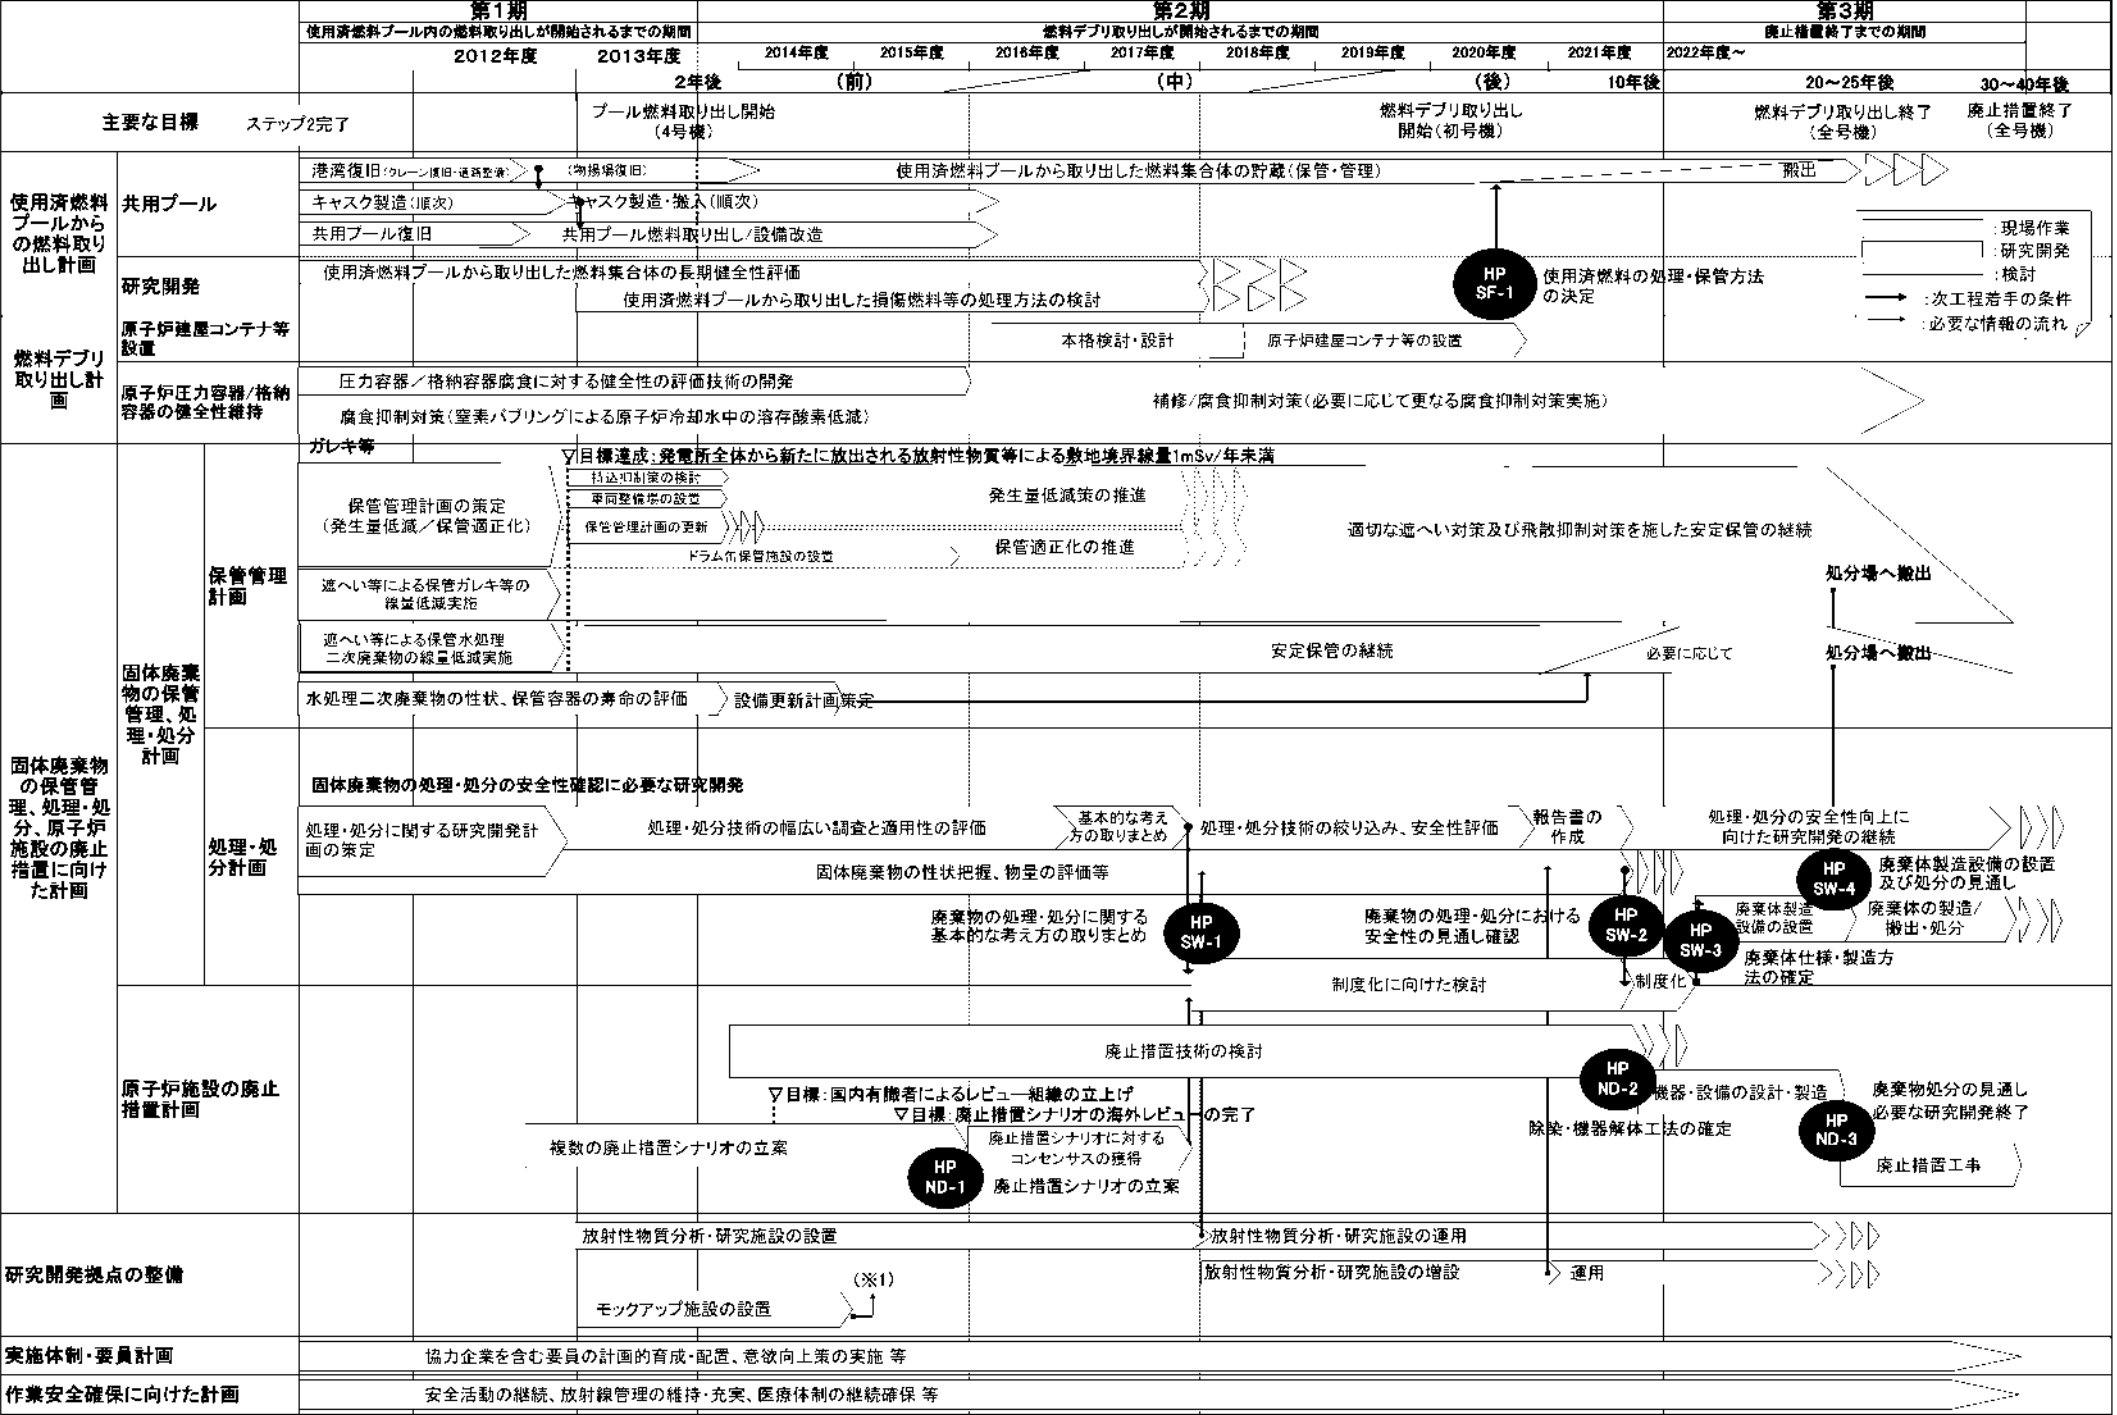 第1期
第2期
第3期
使用済燃料プール内の燃料取り出しが開始されるまでの期間
燃料デブリ取り出しが開始されるまでの期間
廃止措置終了までの期間
2012年度
2013年度
2014年度
2015年度
2016年度
2017年度
2018年度
2019年度
2020年度
2021年度
2022年度～
2年後
(前)
(中)
(後)
10年後
20～25年後
30～40年後
主要な目標
ステップ2完了
プール燃料取り出し開始
(4号機)
燃料デブリ取り出し
開始(初号機)
燃料デブリ取り出し終了
(全号機)
廃止措置終了
(全号機)
使用済燃料
プールから
の燃料取り
出し計画
共用プール
港湾復旧(クレーン復旧・道路整備)
(物揚場復旧)
使用済燃料プールから取り出した燃料集合体の貯蔵(保管・管理)
搬出
キャスク製造(順次)
キャスク製造・搬入(順次)
共用プール復旧
共用プール燃料取り出し/設備改造
研究開発
使用済燃料プールから取り出した燃料集合体の長期健全性評価
使用済燃料プールから取り出した損傷燃料等の処理方法の検討
HP
SF-1
使用済燃料の処理・保管方法
の決定
:現場作業
:研究開発
:検討
:次工程着手の条件
:必要な情報の流れ
燃料デブリ
取り出し計
画
原子炉建屋コンテナ等
設置
本格検討・設計
原子炉建屋コンテナ等の設置
原子炉圧力容器/格納
容器の健全性維持
圧力容器／格納容器腐食に対する健全性の評価技術の開発
腐食抑制対策(窒素バブリングによる原子炉冷却水中の溶存酸素低減)
補修/腐食抑制対策(必要に応じて更なる腐食抑制対策実施)
固体廃棄物
の保管管
理、処理・処
分、原子炉
施設の廃止
措置に向け
た計画
固体廃棄
物の保管
管理、処
理・処分
計画
保管管理
計画
ガレキ等
▽目標達成:発電所全体から新たに放出される放射性物質等による敷地境界線量1mSv/年未満
保管管理計画の策定
(発生量低減／保管適正化)
持込抑制策の検討
車両整備場の設置
保管管理計画の更新
ドラム缶保管施設の設置
発生量低減策の推進
保管適正化の推進
適切な遮へい対策及び飛散抑制対策を施した安定保管の継続
処分場へ搬出
遮へい等による保管ガレキ等の
線量低減実施
遮へい等による保管水処理
二次廃棄物の線量低減実施
安定保管の継続
必要に応じて
処分場へ搬出
水処理二次廃棄物の性状、保管容器の寿命の評価
設備更新計画策定
処理・処
分計画
固体廃棄物の処理・処分の安全性確認に必要な研究開発
処理・処分に関する研究開発計
画の策定
処理・処分技術の幅広い調査と適用性の評価
基本的な考え
方の取りまとめ
処理・処分技術の絞り込み、安全性評価
報告書の
作成
処理・処分の安全性向上に
向けた研究開発の継続
固体廃棄物の性状把握、物量の評価等
HP
SW-4
廃棄体製造設備の設置
及び処分の見通し
廃棄物の処理・処分に関する
基本的な考え方の取りまとめ
HP
SW-1
廃棄物の処理・処分における
安全性の見通し確認
HP
SW-2
HP
SW-3
廃棄体製造
設備の設置
廃棄体の製造/
搬出・処分
廃棄体仕様・製造方
法の確定
制度化に向けた検討
制度化
原子炉施設の廃止
措置計画
廃止措置技術の検討
HP
ND-2
機器・設備の設計・製造
除染・機器解体工法の確定
HP
ND-3
廃棄物処分の見通し
必要な研究開発終了
廃止措置工事
▽目標:国内有識者によるレビュー組織の立上げ
▽目標:廃止措置シナリオの海外レビューの完了
複数の廃止措置シナリオの立案
HP
ND-1
廃止措置シナリオに対する
コンセンサスの獲得
廃止措置シナリオの立案
研究開発拠点の整備
放射性物質分析・研究施設の設置
放射性物質分析・研究施設の運用
放射性物質分析・研究施設の増設
運用
(※1)
モックアップ施設の設置
実施体制・要員計画
協力企業を含む要員の計画的育成・配置、意欲向上策の実施 等
作業安全確保に向けた計画
安全活動の継続、放射線管理の維持・充実、医療体制の継続確保 等